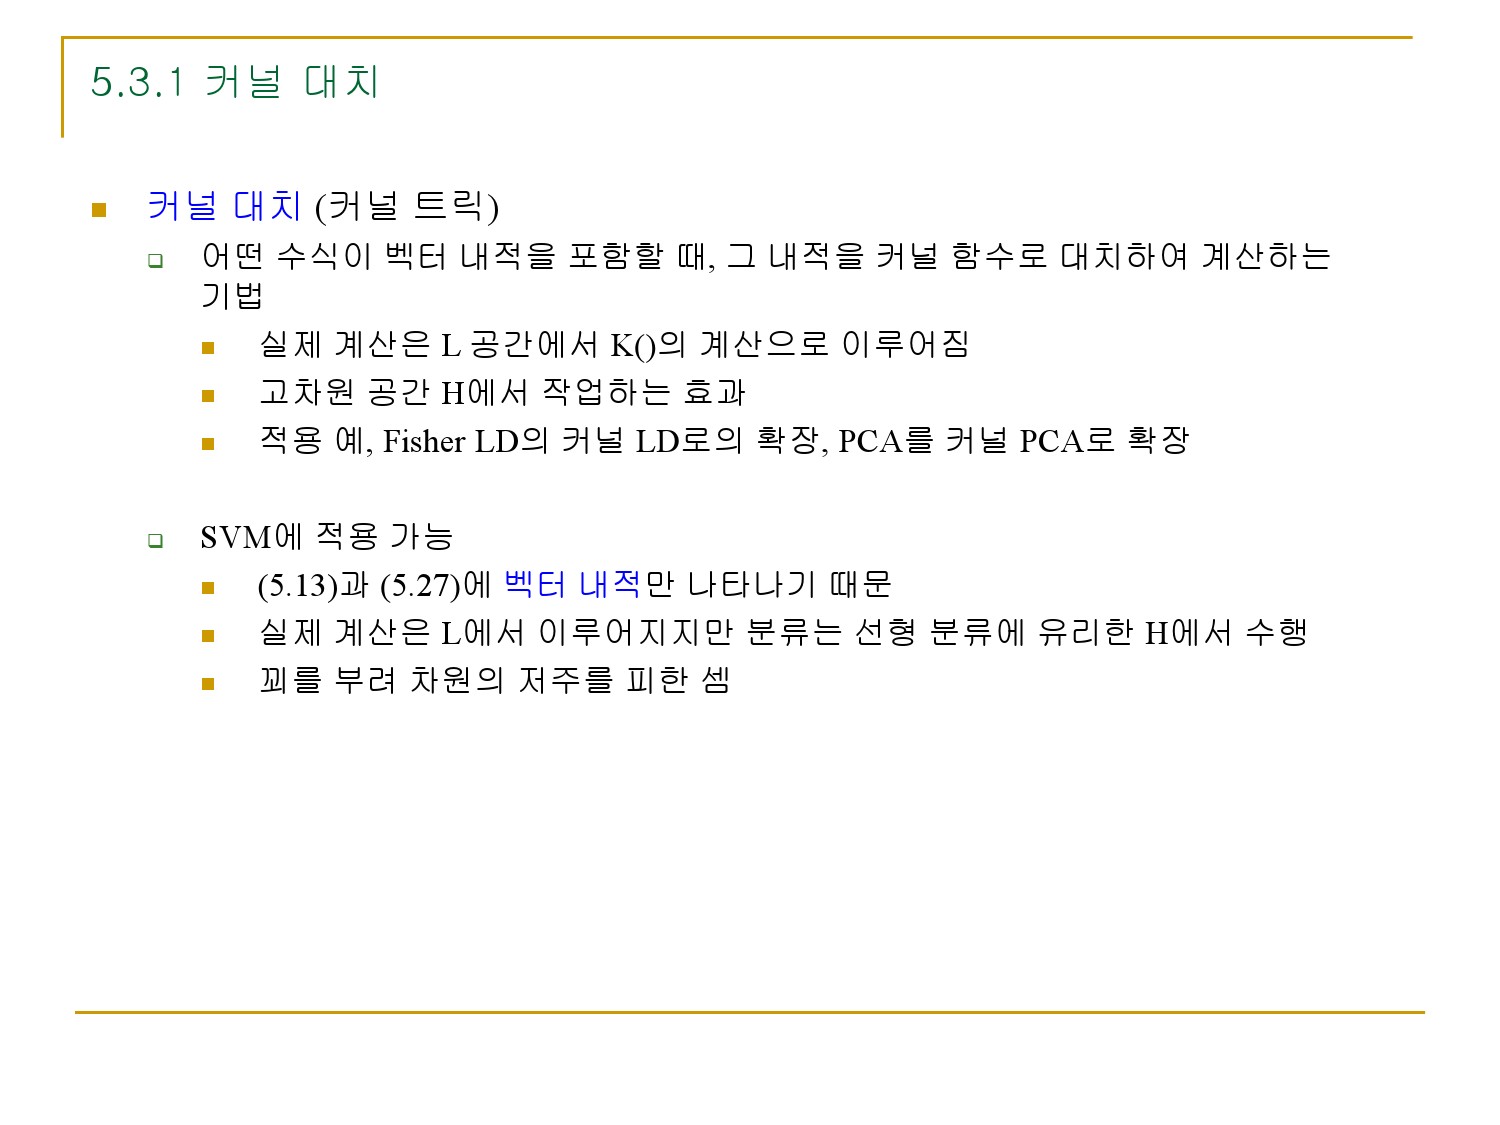 5.3.1 커널 대치
커널 대치 (커널 트릭)
어떤 수식이 벡터 내적을 포함할 때, 그 내적을 커널 함수로 대치하여 계산하는
기법
실제 계산은 L 공간에서 K()의 계산으로 이루어짐
고차원 공간 H에서 작업하는 효과
적용 예, Fisher LD의 커널 LD로의 확장, PCA를 커널 PCA로 확장
SVM에 적용 가능
(5.13)과 (5.27)에 벡터 내적만 나타나기 때문
실제 계산은 L에서 이루어지지만 분류는 선형 분류에 유리한 H에서 수행
꾀를 부려 차원의 저주를 피한 셈